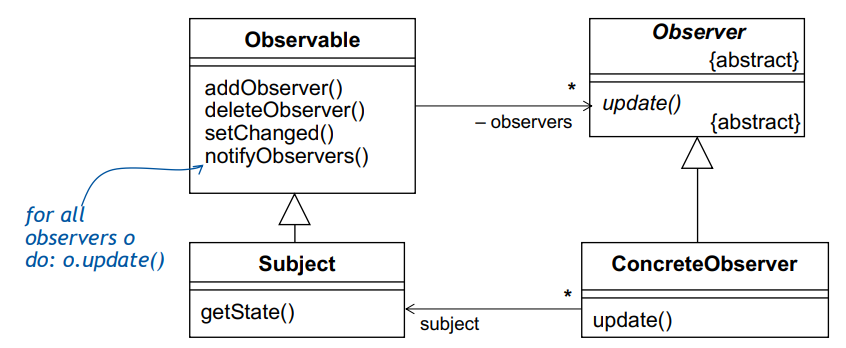 Observable
addObserver()
deleteObserver()
setChanged()
notifyObservers()
for all
observers o
do: o.update()
*
– observers
Observer
{abstract}
update()
{abstract}
Subject
getState()
*
subject
ConcreteObserver
update()